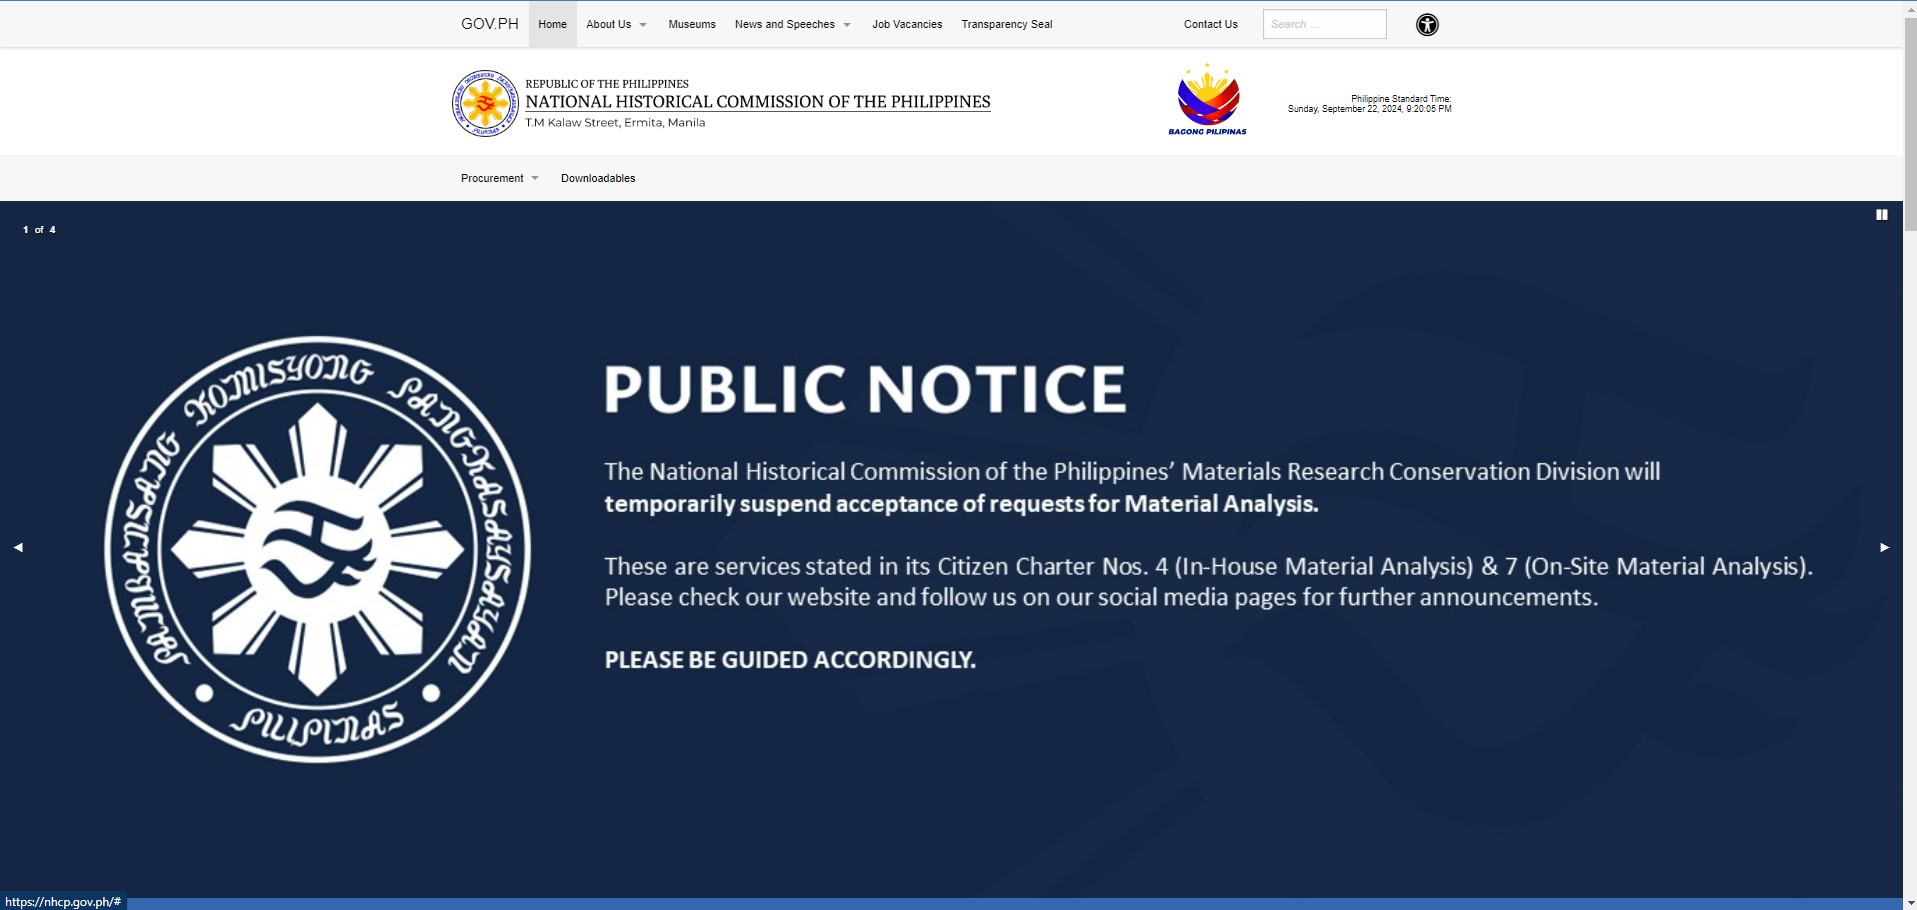 GOV.PH Home About Us Museums News and Speeches Job Vacancies Transparency Seal Contact Us Search ...
REPUBLIC OF THE PHILIPPINES
NATIONAL HISTORICAL COMMISSION OF THE PHILIPPINES
T.M Kalaw Street, Ermita, Manila
BAGONG PILIPINAS
Philippine Standard Time:
Sunday, September 22, 2024, 9:20:05 PM
Procurement Downloadables
1 of 4
PAMBANSANG KOMISYONG PANGKASAYSAYAN
PILIPINAS
PUBLIC NOTICE
The National Historical Commission of the Philippines’ Materials Research Conservation Division will
temporarily suspend acceptance of requests for Material Analysis.
These are services stated in its Citizen Charter Nos. 4 (In-House Material Analysis) & 7 (On-Site Material Analysis).
Please check our website and follow us on our social media pages for further announcements.
PLEASE BE GUIDED ACCORDINGLY.
https://nhcp.gov.ph/#